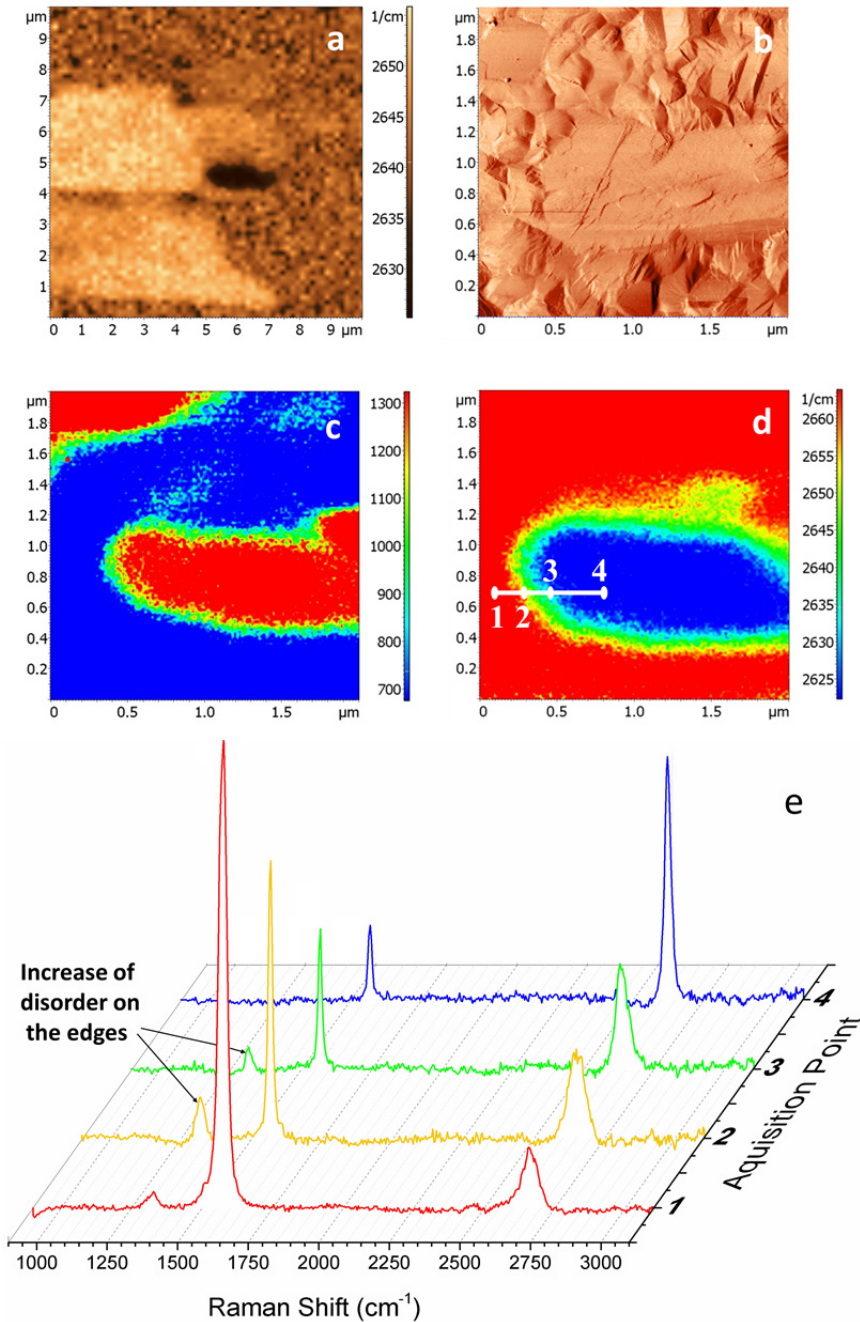 µm
9
8
7
6
5
4
3
2
1
0 1 2 3 4 5 6 7 8 9 µm
a
1/cm
2650
2640
2630
µm
1.8
1.6
1.4
1.2
1.0
0.8
0.6
0.4
0.2
0 0.5 1.0 1.5 µm
b
µm
1.8
1.6
1.4
1.2
1.0
0.8
0.6
0.4
0.2
0.5 1.0 1.5 µm
c
1300
1200
1100
1000
900
800
700
µm
1.8
1.6
1.4
1.2
1.0
0.8
0.6
0.4
0.2
0 0.5 1.0 1.5 µm
d
3 4
1 2
1/cm
2660
2655
2650
2645
2640
2635
2630
2625
e
Increase of
disorder on
the edges
4
3
2
1
Aquisition Point
1000 1250 1500 1750 2000 2250 2500 2750 3000
Raman Shift (cm⁻¹)